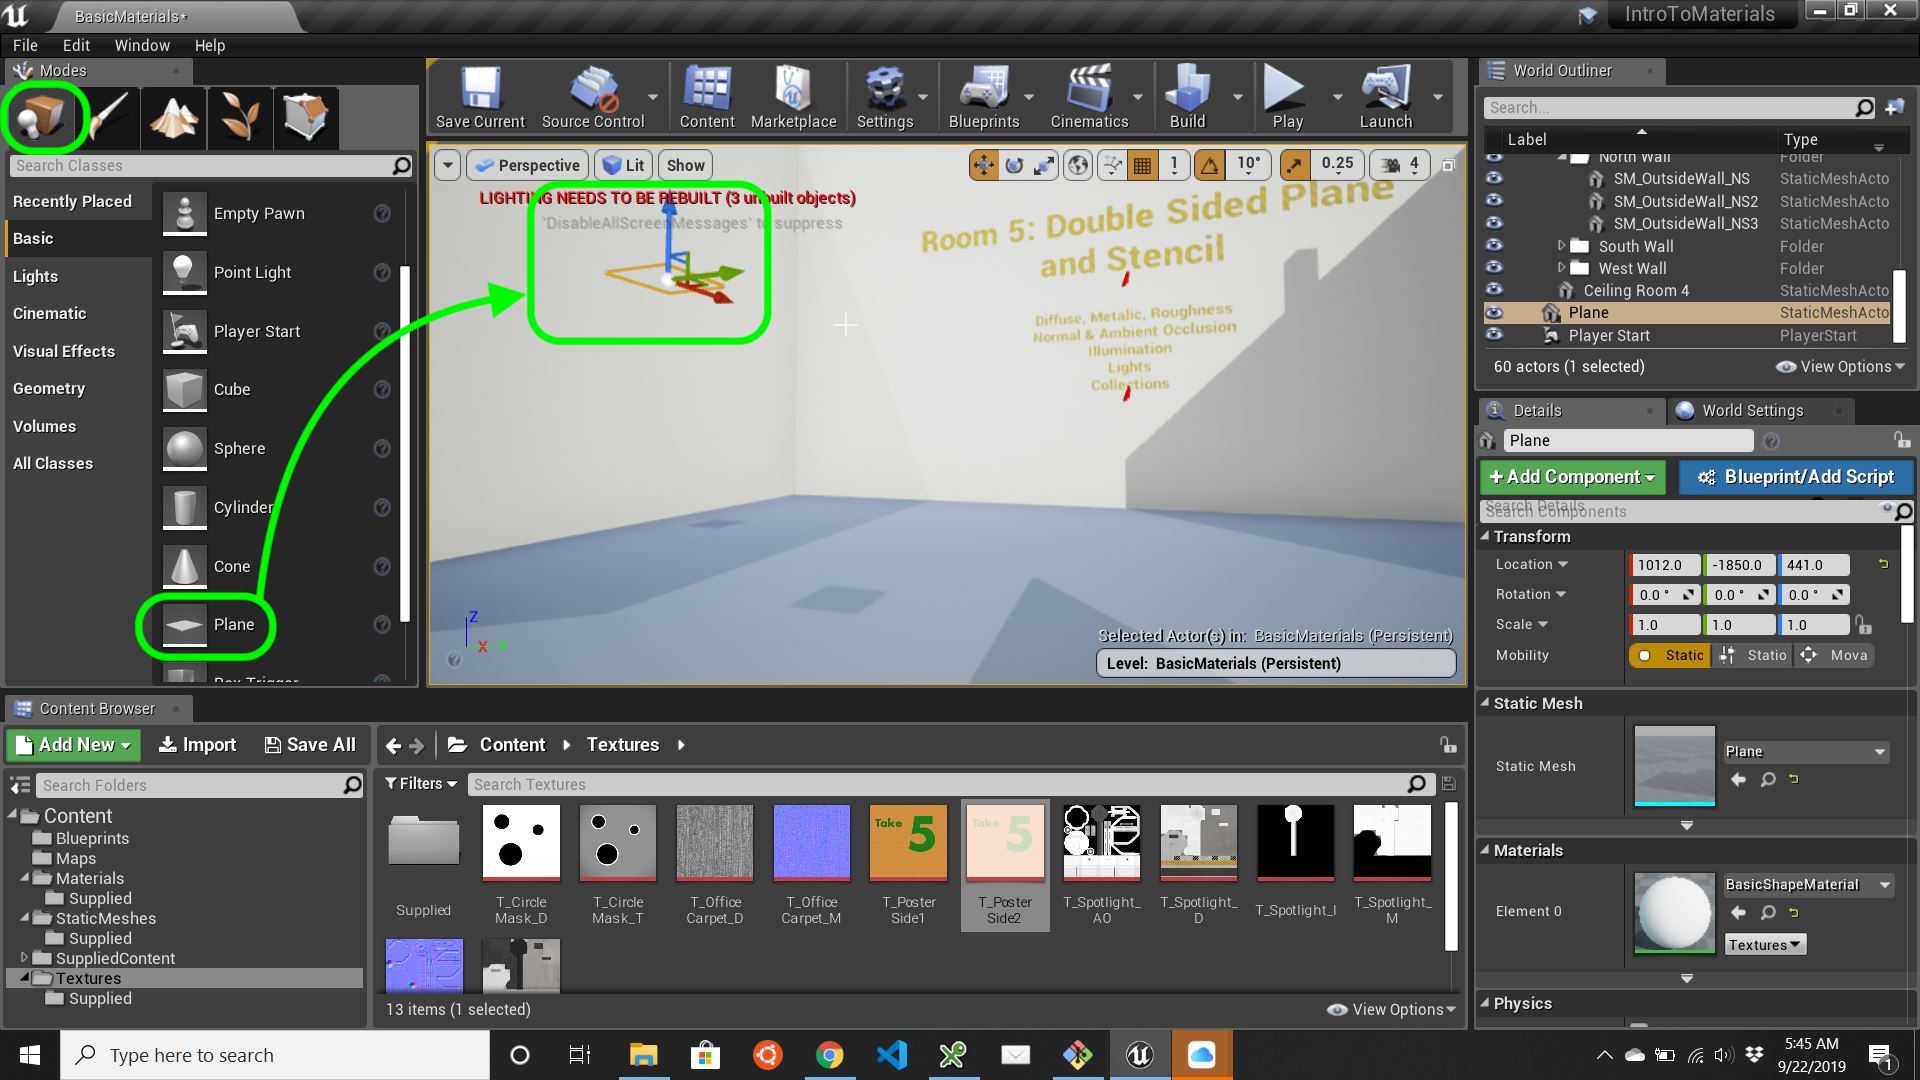 BasicMaterials*
IntroToMaterials
File Edit Window Help
Modes
Search Classes
Recently Placed
Basic
Lights
Cinematic
Visual Effects
Geometry
Volumes
All Classes
Empty Pawn
Point Light
Player Start
Cube
Sphere
Cylinder
Cone
Plane
Box Trigger
Save Current
Source Control
Content
Marketplace
Settings
Blueprints
Cinematics
Build
Play
Launch
Perspective
Lit
Show
1
10°
0.25
4
LIGHTING NEEDS TO BE REBUILT (3 unbuilt objects)
'DisableAllScreenMessages' to suppress
Room 5: Double Sided Plane
and Stencil
Diffuse, Metalic, Roughness
Normal & Ambient Occlusion
Illumination
Lights
Collections
Z
X
Y
Selected Actor(s) in: BasicMaterials (Persistent)
Level: BasicMaterials (Persistent)
World Outliner
Search...
Label Type
North Wall Folder
SM_OutsideWall_NS StaticMeshActo
SM_OutsideWall_NS2 StaticMeshActo
SM_OutsideWall_NS3 StaticMeshActo
South Wall Folder
West Wall Folder
Ceiling Room 4 StaticMeshActo
Plane StaticMeshActo
Player Start PlayerStart
60 actors (1 selected)
View Options
Details
World Settings
Plane
+Add Component
Blueprint/Add Script
Search Details
Search Components
Transform
Location 1012.0 -1850.0 441.0
Rotation 0.0 ° 0.0 ° 0.0 °
Scale 1.0 1.0 1.0
Mobility Static Statio Mova
Static Mesh
Static Mesh
Plane
Materials
Element 0
BasicShapeMaterial
Textures
Physics
Content Browser
Add New
Import
Save All
Content
Textures
Search Folders
Filters
Search Textures
Content
Blueprints
Maps
Materials
Supplied
StaticMeshes
Supplied
SuppliedContent
Textures
Supplied
Take 5
Take 5
Supplied
T_Circle
Mask_D
T_Circle
Mask_T
T_Office
Carpet_D
T_Office
Carpet_M
T_Poster
Side1
T_Poster
Side2
T_Spotlight_
AO
T_Spotlight_
D
T_Spotlight_I
T_Spotlight_
M
13 items (1 selected)
View Options
Type here to search
5:45 AM
9/22/2019
1